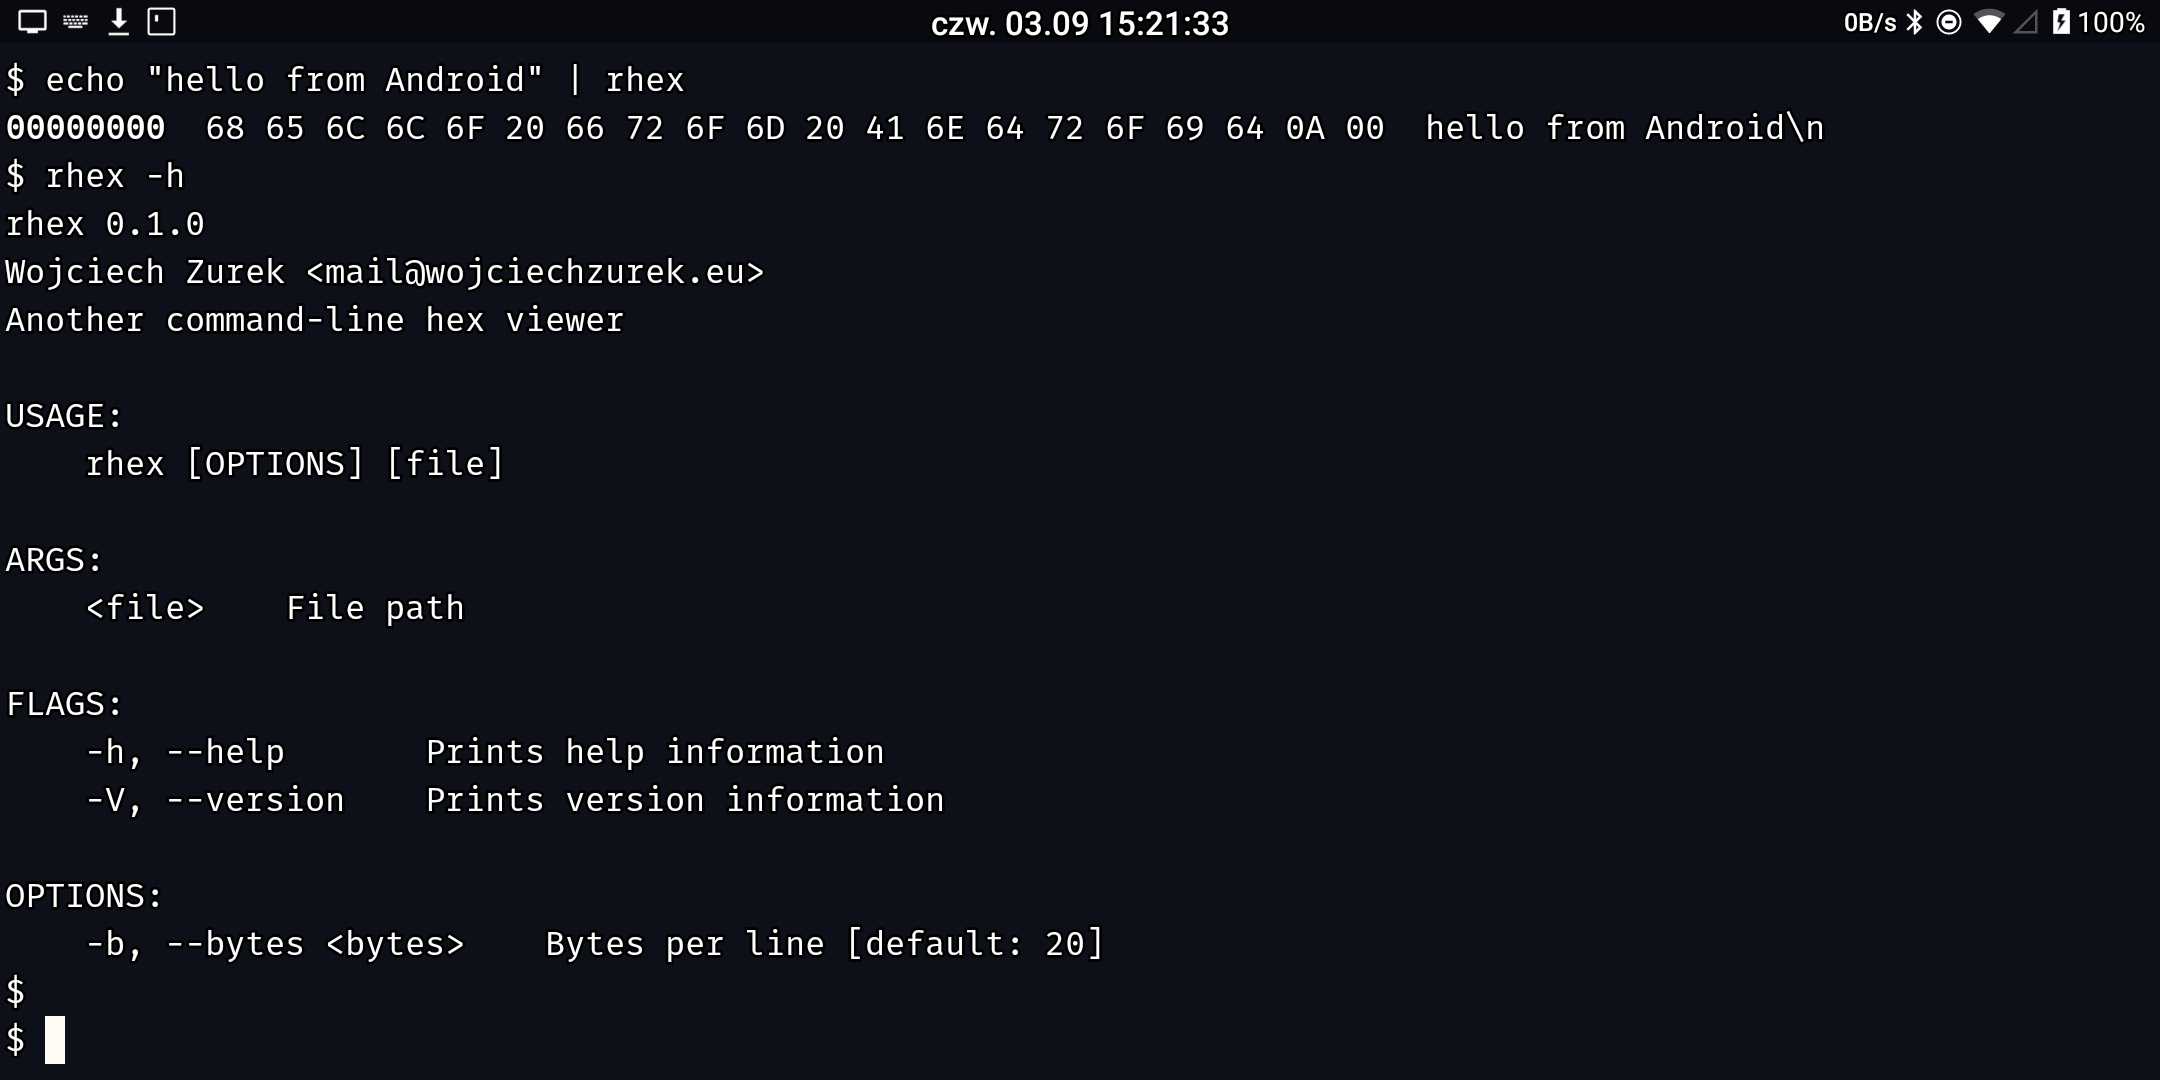 czw. 03.09 15:21:33 0B/s 100%
$ echo "hello from Android" | rhex
00000000  68 65 6C 6C 6F 20 66 72 6F 6D 20 41 6E 64 72 6F 69 64 0A 00  hello from Android\n
$ rhex -h
rhex 0.1.0
Wojciech Zurek <mail@wojciechzurek.eu>
Another command-line hex viewer

USAGE:
    rhex [OPTIONS] [file]

ARGS:
    <file>    File path

FLAGS:
    -h, --help       Prints help information
    -V, --version    Prints version information

OPTIONS:
    -b, --bytes <bytes>    Bytes per line [default: 20]
$
$